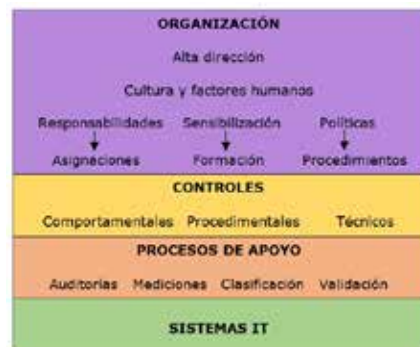 ORGANIZACIÓN
Alta dirección
Cultura y factores humanos
Responsabilidades Sensibilización Políticas
Asignaciones Formación Procedimientos
CONTROLES
Comportamentales Procedimentales Técnicos
PROCESOS DE APOYO
Auditorías Mediciones Clasificación Validación
SISTEMAS IT